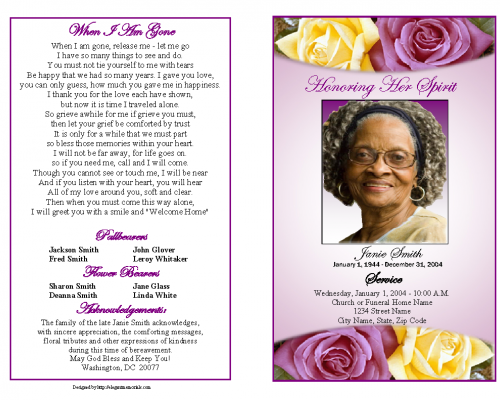 When I Am Gone
When I am gone, release me - let me go
I have so many things to see and do.
You must not tie yourself to me with tears
Be happy that we had so many years. I gave you love,
you can only guess, how much you gave me in happiness.
I thank you for the love each have shown,
but now it is time I traveled alone.
So grieve awhile for me if grieve you must,
then let your grief be comforted by trust
It is only for a while that we must part
so bless those memories within your heart.
I will not be far away, for life goes on.
so if you need me, call and I will come.
Though you cannot see or touch me, I will be near
And if you listen with your heart, you will hear
All of my love around you, soft and clear.
Then when you must come this way alone,
I will greet you with a smile and "Welcome Home"
Pallbearers
Jackson Smith John Glover
Fred Smith Leroy Whitaker
Flower Bearers
Sharon Smith Jane Glass
Deanna Smith Linda White
Acknowledgements:
The family of the late Jane Smith acknowledges,
with sincere appreciation, the comforting messages,
floral tributes and other expressions of kindness
during this time of bereavement.
May God Bless and Keep You!
Washington, DC 20077
Designed by http://elegantmemorials.com
Honoring Her Spirit
Janie Smith
January 1, 1944 - December 31, 2004
Service
Wednesday, January 1, 2004 - 10:00 A.M.
Church or Funeral Home Name
1234 Street Name
City Name, State, Zip Code